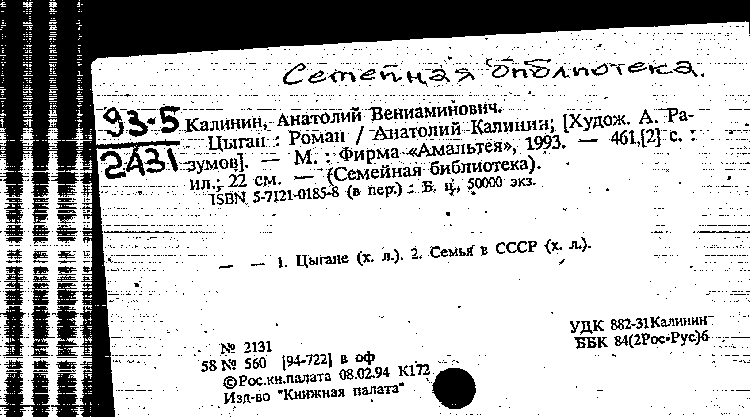 Семейная библиотека.
93-5
2431
Калинин, Анатолий Вениаминович.
Цыган : Роман / Анатолий Калинин; [Худож. А. Ра-
зумов]. — М. : Фирма «Амальтея», 1993. — 461,[2] с. :
ил.; 22 см. — (Семейная библиотека).
ISBN 5-7121-0185-8 (в пер.) : Б. ц., 50000 экз.
— — 1. Цыгане (х. л.). 2. Семья в СССР (х. л.).
УДК 882-31Калинин
ББК 84(2Рос-Рус)6
№ 2131
58 № 560 [94-722] в оф
©Рос.кн.палата 08.02.94 К172
Изд-во "Книжная палата"